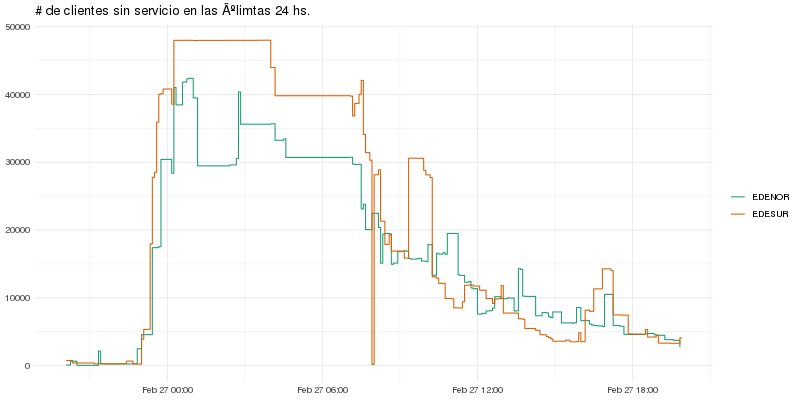 # de clientes sin servicio en las Ãºlimtas 24 hs.
50000
40000
30000
20000
10000
0
Feb 27 00:00
Feb 27 06:00
Feb 27 12:00
Feb 27 18:00
EDENOR
EDESUR